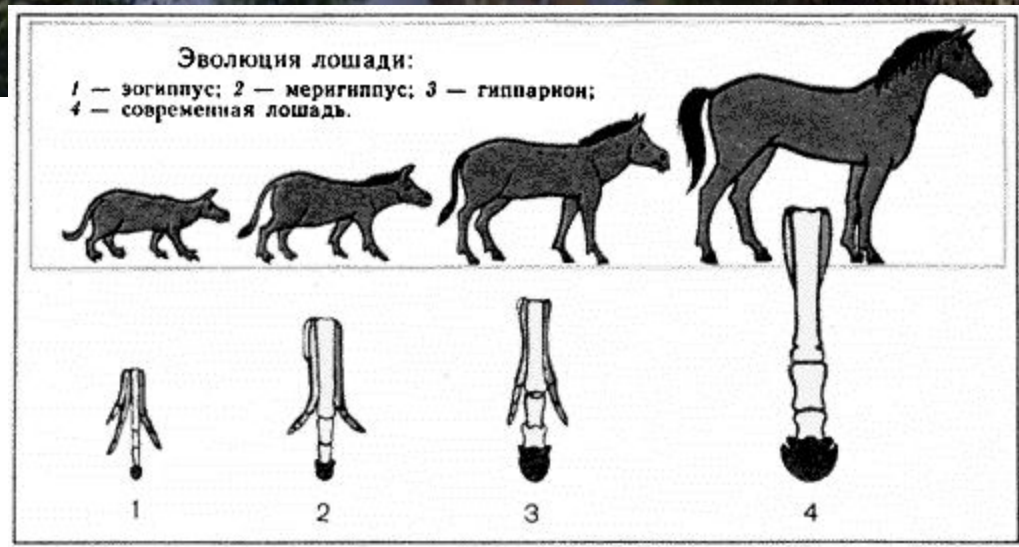 Эволюция лошади:
1 — эогиппус; 2 — меригиппус; 3 — гиппарион;
4 — современная лошадь.
1 2 3 4